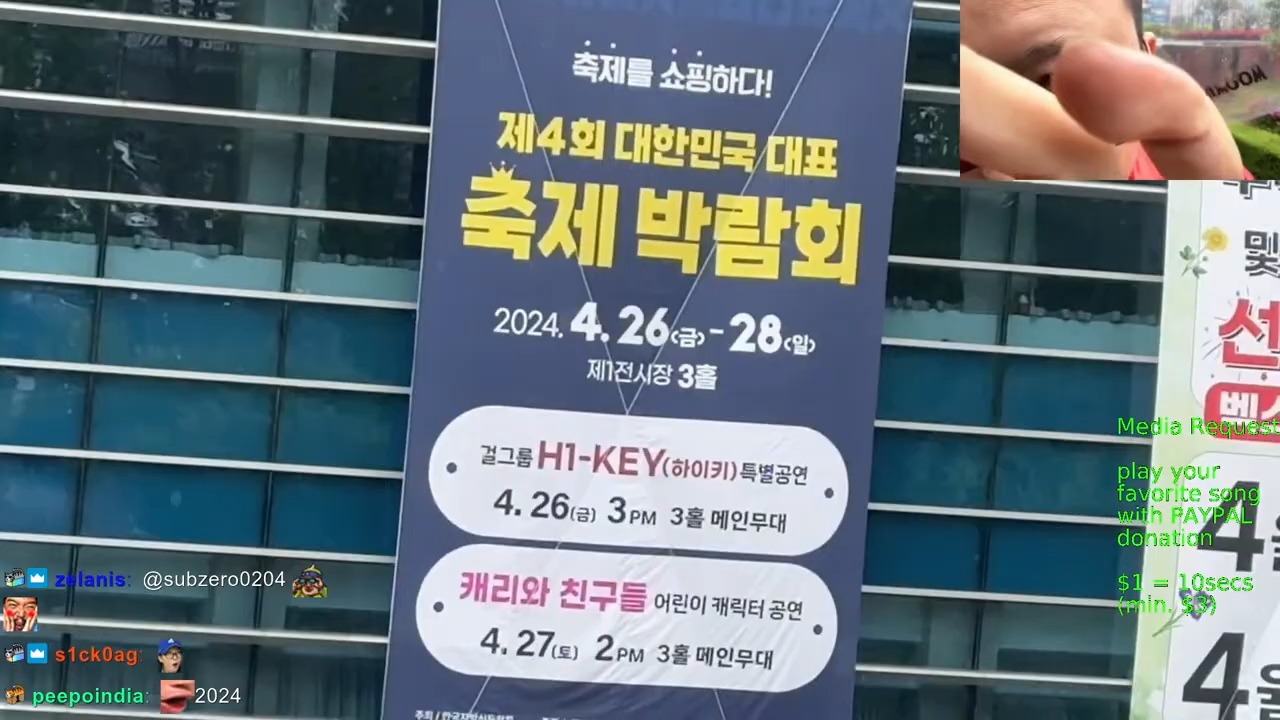 축제를 쇼핑하다!
제4회 대한민국 대표
축제 박람회
2024. 4. 26(금) - 28(일)
제1전시장 3홀
걸그룹 H1-KEY(하이키) 특별공연
4. 26(금) 3PM 3홀 메인무대
캐리와 친구들 어린이 캐릭터 공연
4. 27(토) 2PM 3홀 메인무대
및
선
4
4월
Media Request
play your
favorite song
with PAYPAL
donation
$1 = 10secs
(min. $3)
zelanis: @subzero0204
s1ck0ag:
peepoindia: 2024